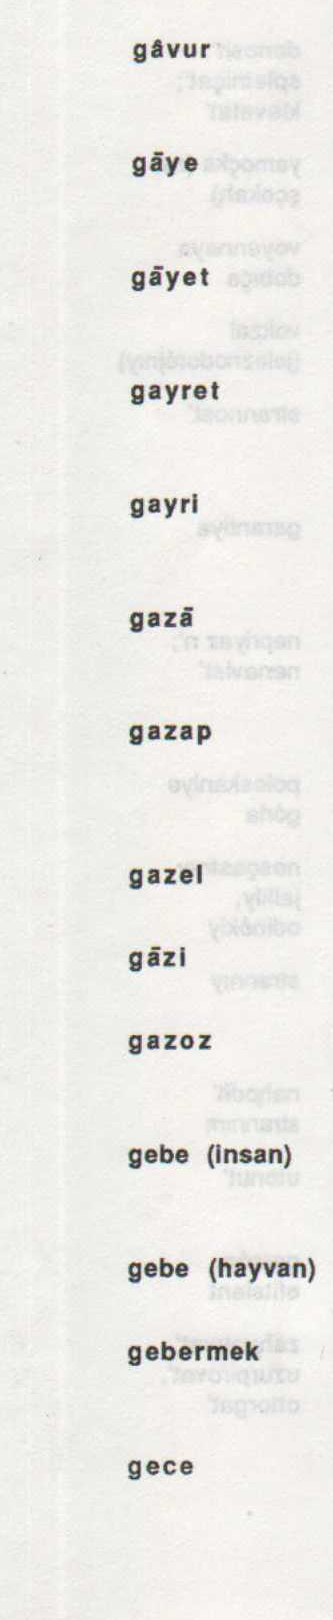 gâvur
gāye
gāyet
gayret
gayri
gazā
gazap
gazel
gāzi
gazoz
gebe (insan)
gebe (hayvan)
gebermek
gece